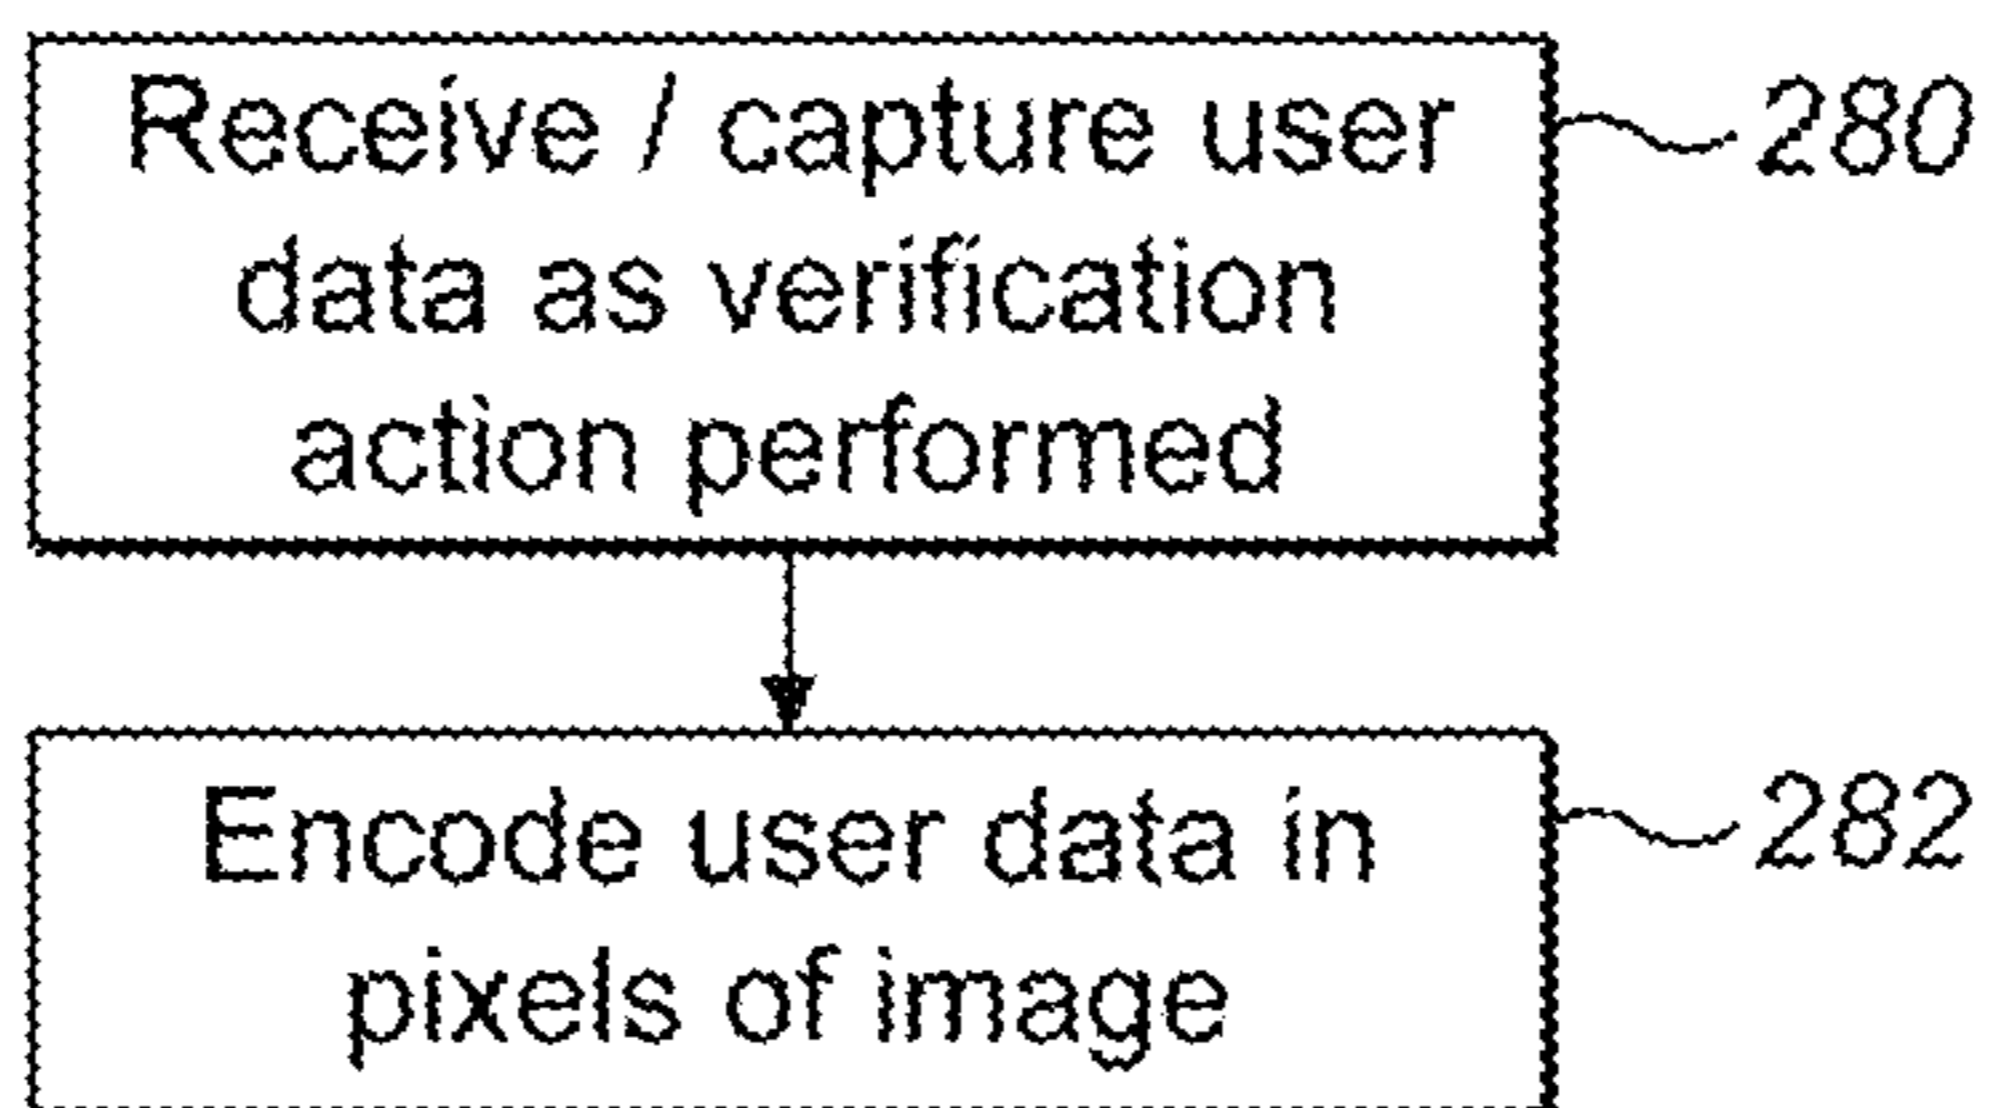 Receive / capture user
data as verification
action performed
280
Encode user data in
pixels of image
282